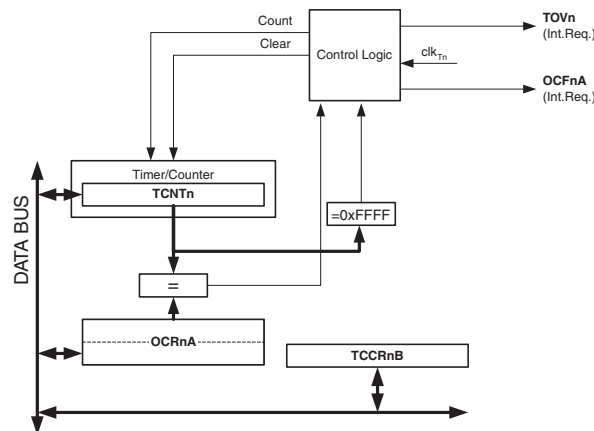 Count
Clear
Control Logic
clkTn
TOVn
(Int.Req.)
OCFnA
(Int.Req.)
Timer/Counter
TCNTn
=0xFFFF
=
OCRnA
TCCRnB
DATA BUS